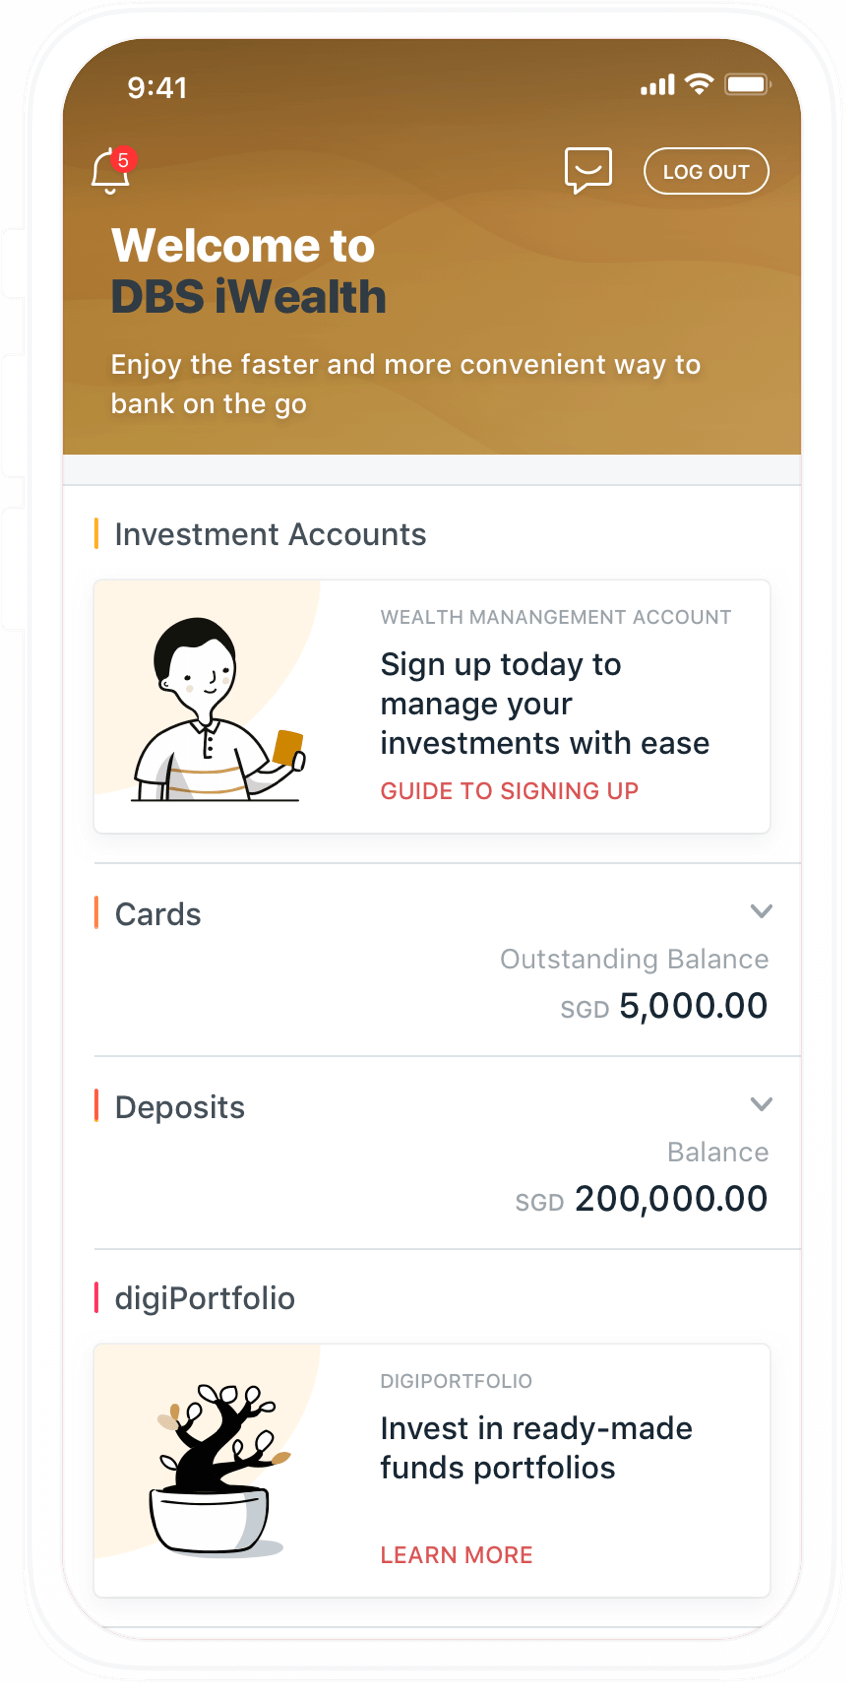 9:41
5
LOG OUT
Welcome to
DBS iWealth
Enjoy the faster and more convenient way to
bank on the go
Investment Accounts
WEALTH MANANGEMENT ACCOUNT
Sign up today to
manage your
investments with ease
GUIDE TO SIGNING UP
Cards
Outstanding Balance
SGD 5,000.00
Deposits
Balance
SGD 200,000.00
digiPortfolio
DIGIPORTFOLIO
Invest in ready-made
funds portfolios
LEARN MORE